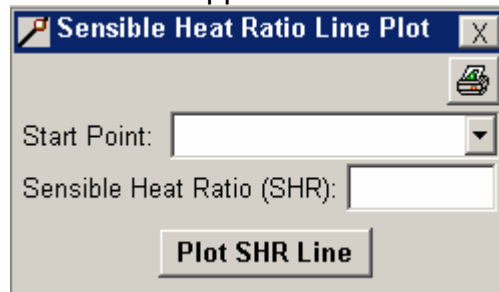 Sensible Heat Ratio Line Plot
Start Point:
Sensible Heat Ratio (SHR):
Plot SHR Line